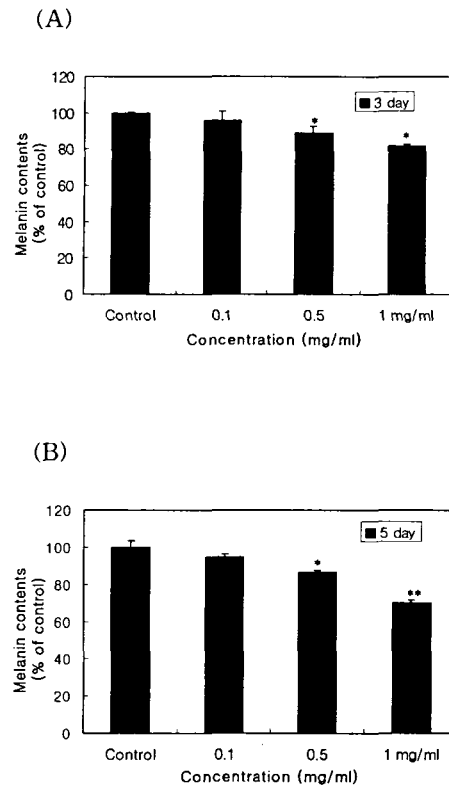 (A)
120
100
80
60
40
20
0
Melanin contents
(% of control)
3 day
*
*
Control 0.1 0.5 1 mg/ml
Concentration (mg/ml)
(B)
120
100
80
60
40
20
0
Melanin contents
(% of control)
5 day
*
**
Control 0.1 0.5 1 mg/ml
Concentration (mg/ml)